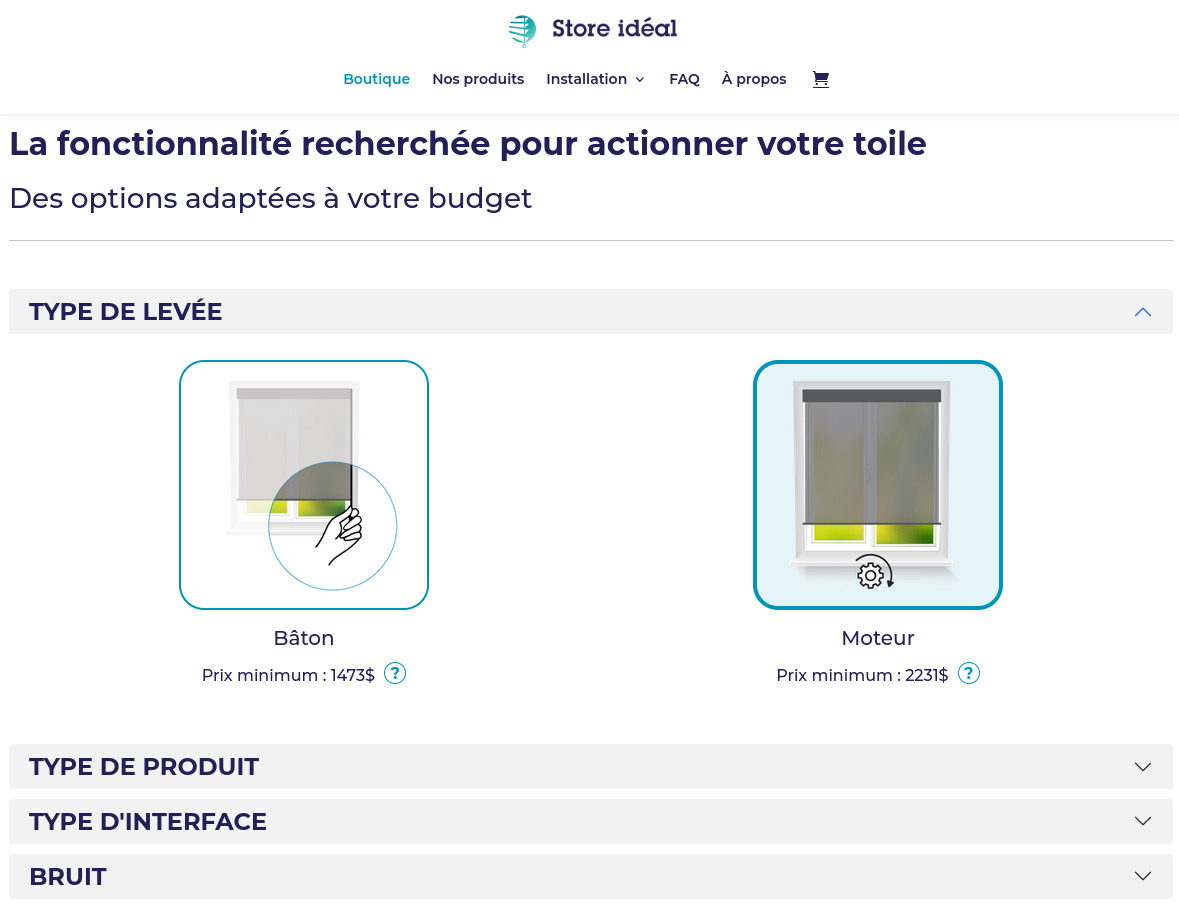 Store idéal
Boutique Nos produits Installation FAQ À propos
La fonctionnalité recherchée pour actionner votre toile
Des options adaptées à votre budget
TYPE DE LEVÉE
Bâton
Prix minimum : 1473$ ?
Moteur
Prix minimum : 2231$ ?
TYPE DE PRODUIT
TYPE D'INTERFACE
BRUIT